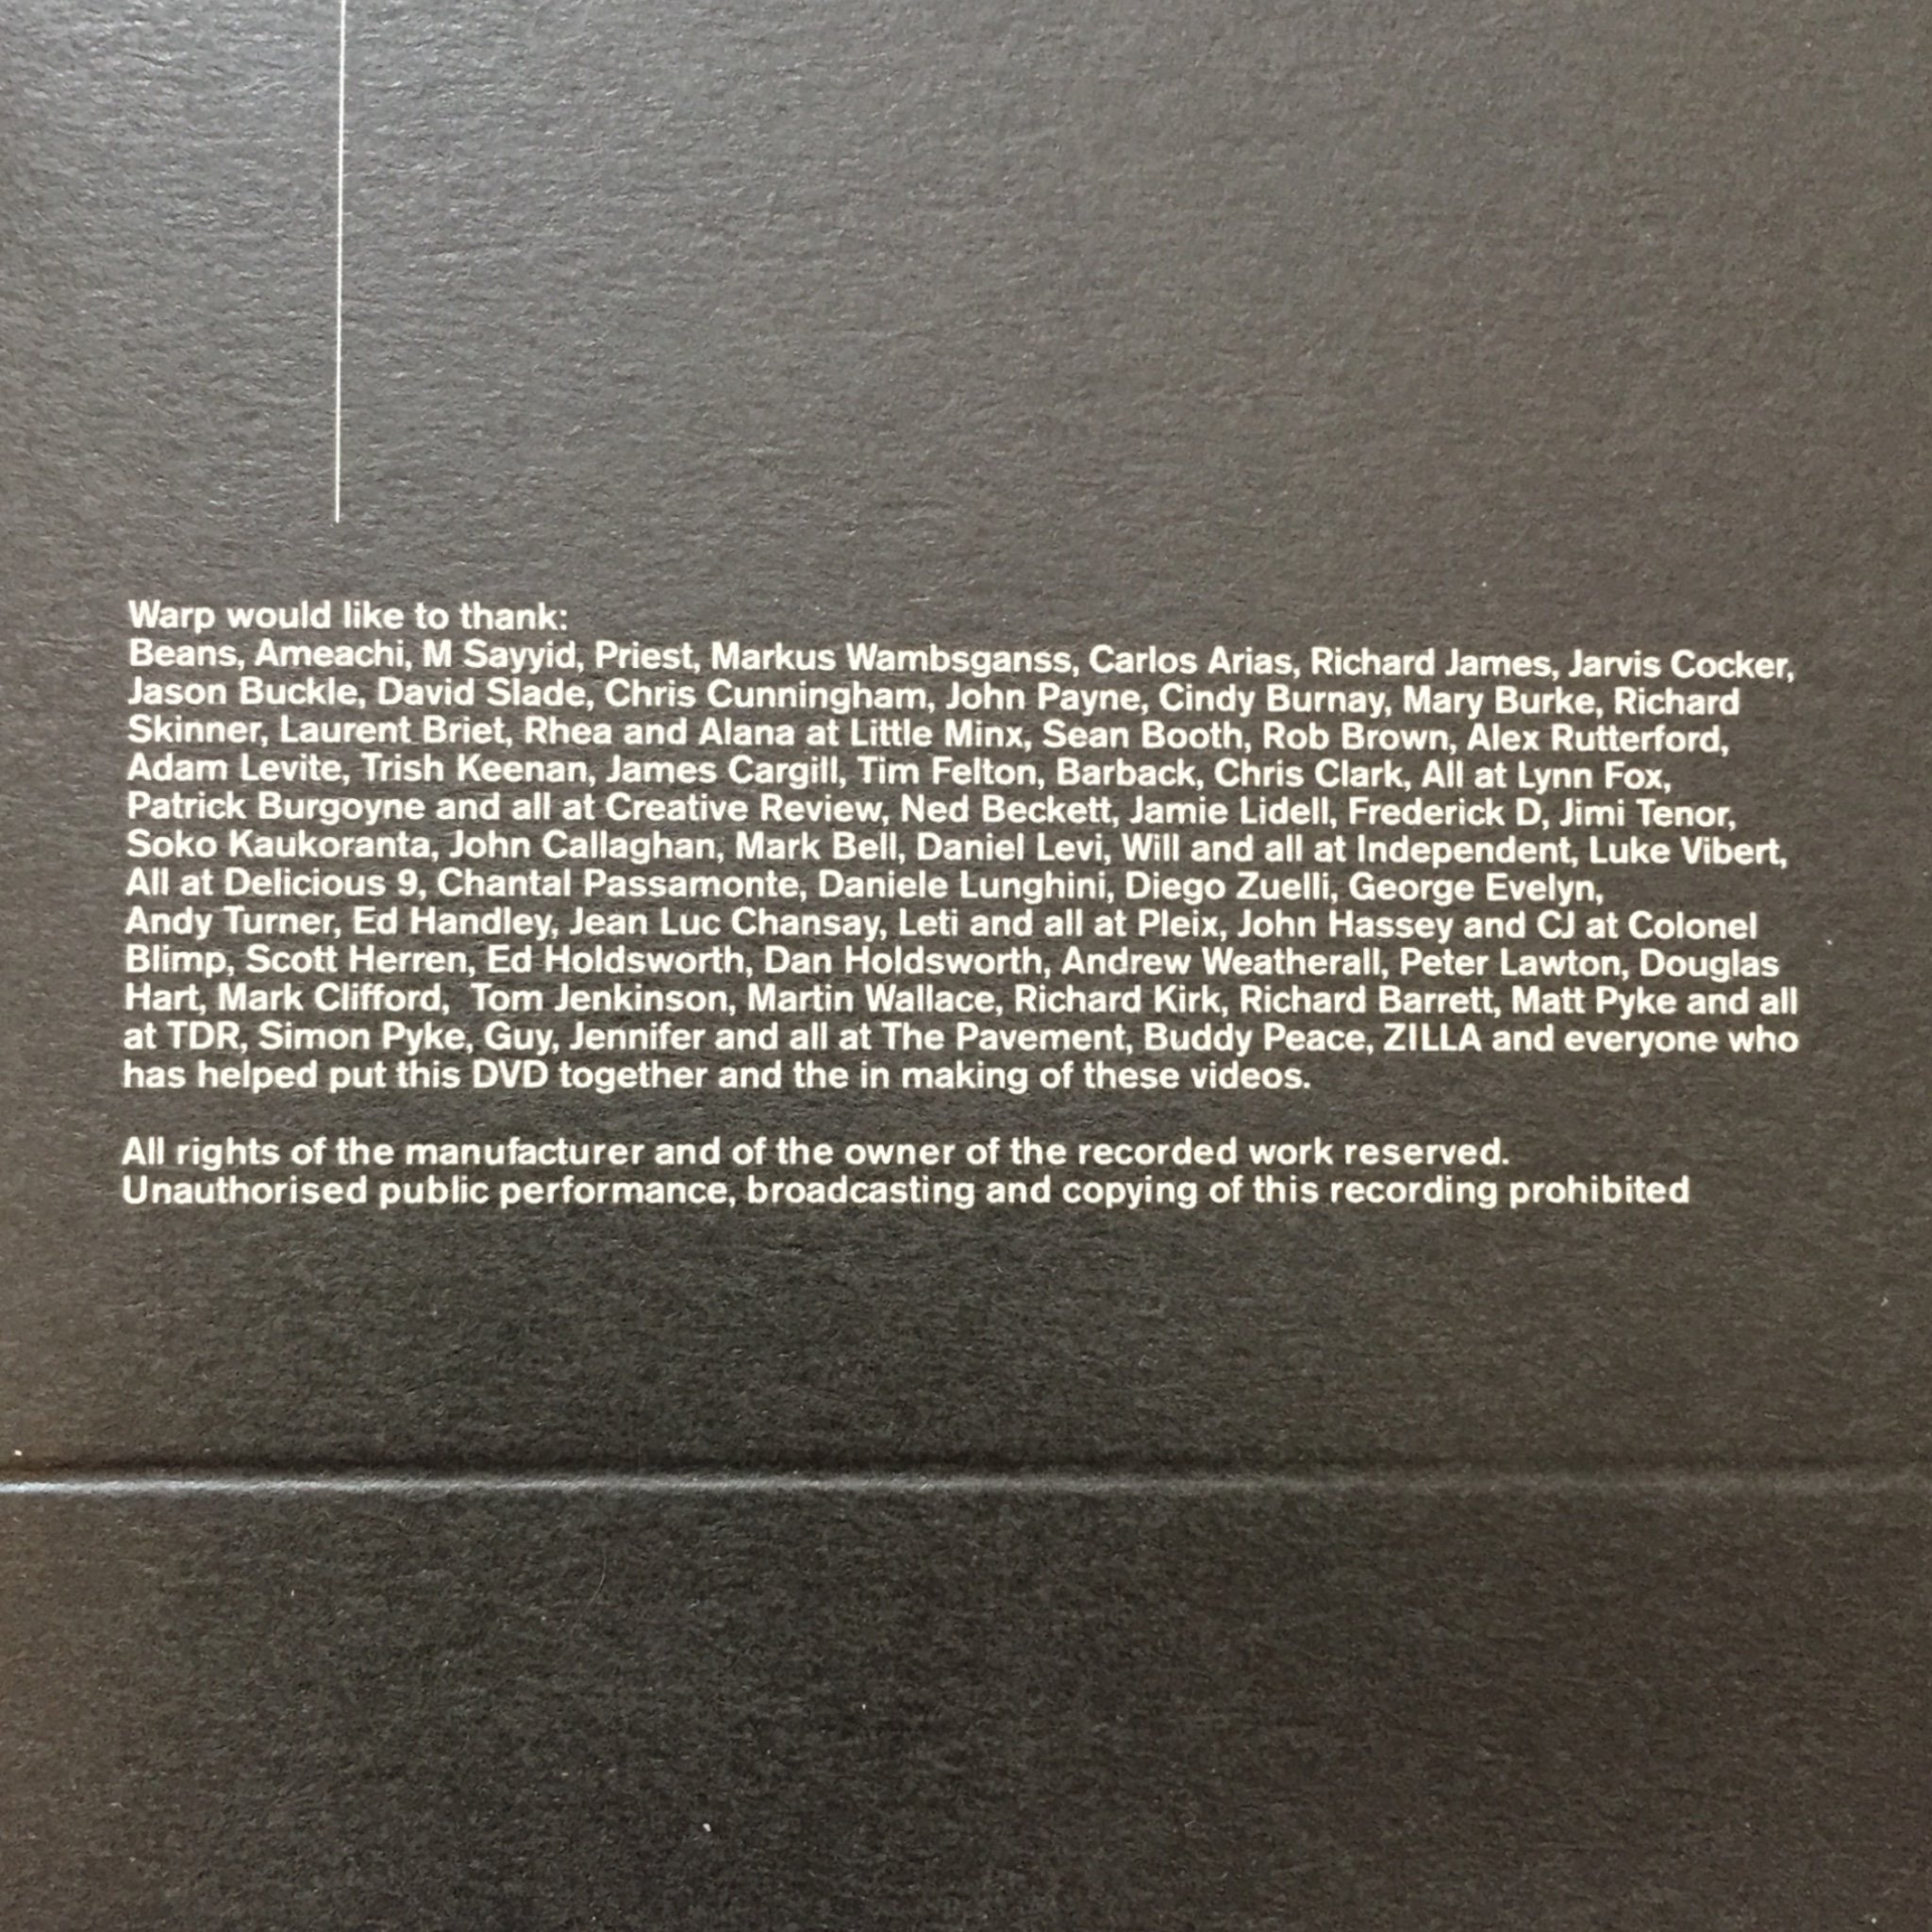 Warp would like to thank:
Beans, Ameachi, M Sayyid, Priest, Markus Wambsganss, Carlos Arias, Richard James, Jarvis Cocker,
Jason Buckle, David Slade, Chris Cunningham, John Payne, Cindy Burnay, Mary Burke, Richard
Skinner, Laurent Briet, Rhea and Alana at Little Minx, Sean Booth, Rob Brown, Alex Rutterford,
Adam Levite, Trish Keenan, James Cargill, Tim Felton, Barback, Chris Clark, All at Lynn Fox,
Patrick Burgoyne and all at Creative Review, Ned Beckett, Jamie Lidell, Frederick D, Jimi Tenor,
Soko Kaukoranta, John Callaghan, Mark Bell, Daniel Levi, Will and all at Independent, Luke Vibert,
All at Delicious 9, Chantal Passamonte, Daniele Lunghini, Diego Zuelli, George Evelyn,
Andy Turner, Ed Handley, Jean Luc Chansay, Leti and all at Pleix, John Hassey and CJ at Colonel
Blimp, Scott Herren, Ed Holdsworth, Dan Holdsworth, Andrew Weatherall, Peter Lawton, Douglas
Hart, Mark Clifford,  Tom Jenkinson, Martin Wallace, Richard Kirk, Richard Barrett, Matt Pyke and all
at TDR, Simon Pyke, Guy, Jennifer and all at The Pavement, Buddy Peace, ZILLA and everyone who
has helped put this DVD together and the in making of these videos.
All rights of the manufacturer and of the owner of the recorded work reserved.
Unauthorised public performance, broadcasting and copying of this recording prohibited